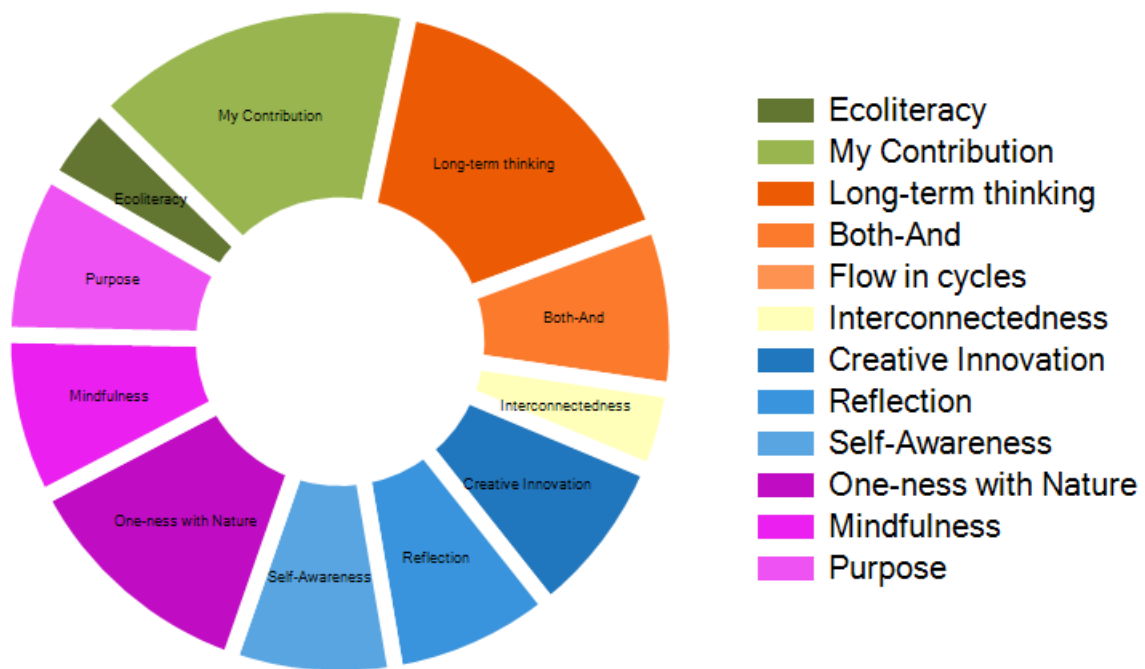 My Contribution
Long-term thinking
Ecoliteracy
Purpose
Both-And
Mindfulness
Interconnectedness
Creative Innovation
One-ness with Nature
Reflection
Self-Awareness
Ecoliteracy
My Contribution
Long-term thinking
Both-And
Flow in cycles
Interconnectedness
Creative Innovation
Reflection
Self-Awareness
One-ness with Nature
Mindfulness
Purpose